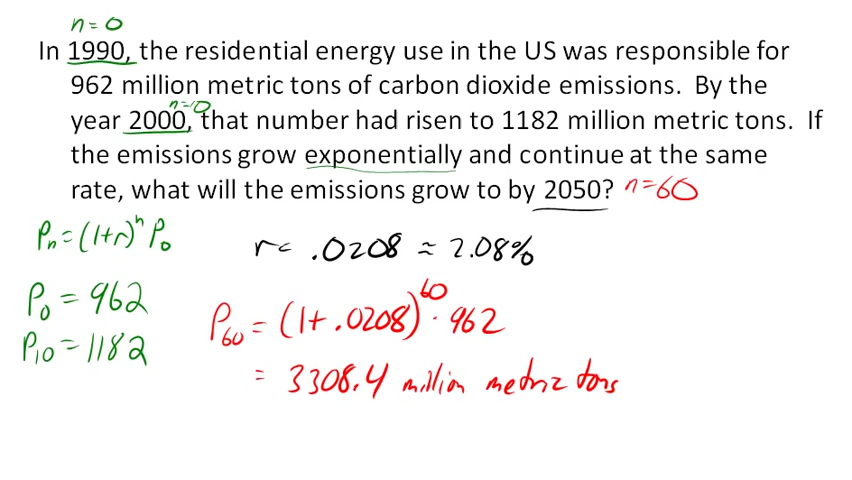 n = 0
In 1990, the residential energy use in the US was responsible for
962 million metric tons of carbon dioxide emissions. By the
n=10
year 2000, that number had risen to 1182 million metric tons. If
the emissions grow exponentially and continue at the same
rate, what will the emissions grow to by 2050? n=60
Pₙ = (1+r)ⁿ P₀
r = .0208 ≈ 2.08%
P₀ = 962
P₁₀ = 1182
P₆₀ = (1+.0208)⁶⁰ · 962
= 3308.4 million metric tons